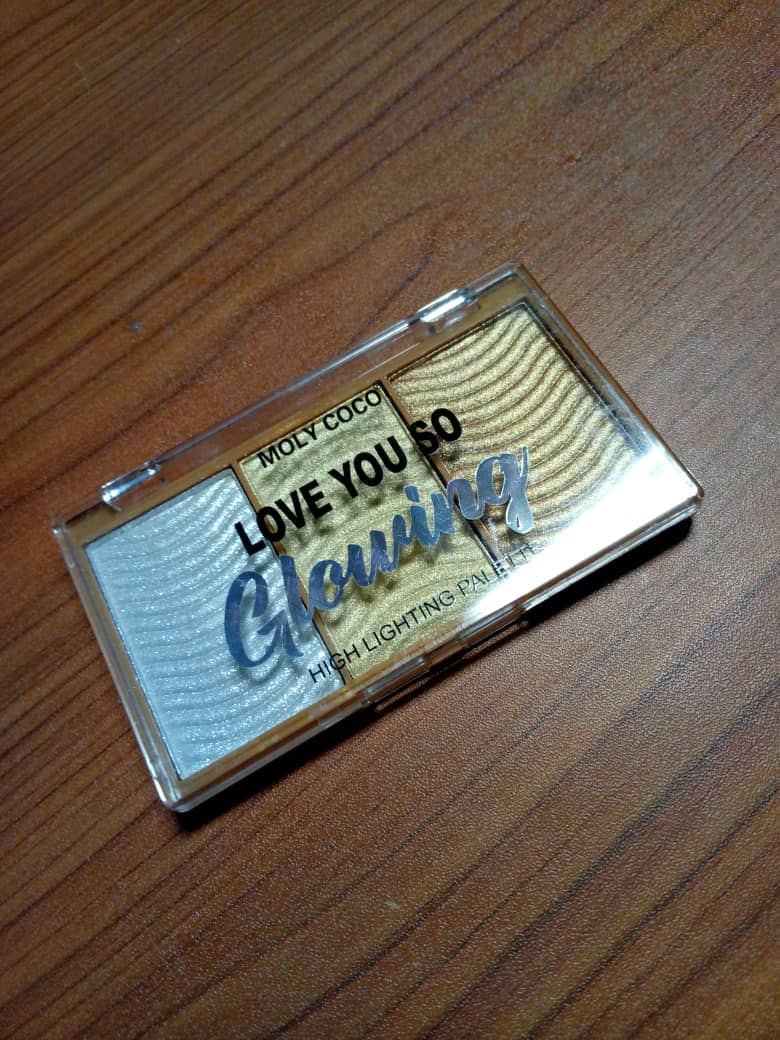 MOLY COCO
LOVE YOU SO
Glowing
HIGH LIGHTING PALETTE